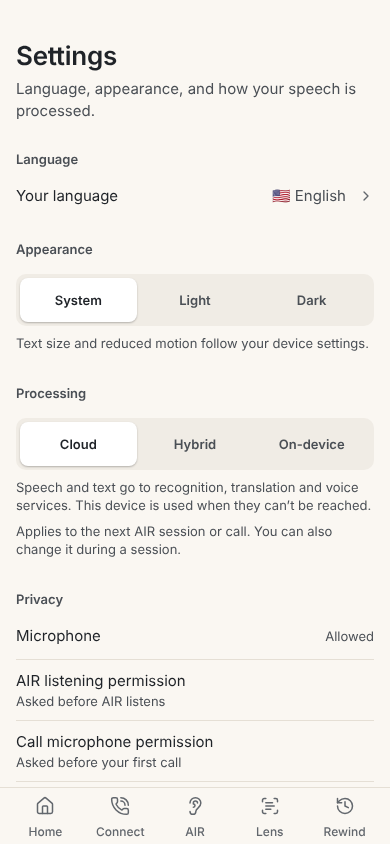 Settings
Language, appearance, and how your speech is
processed.
Language
Your language
🇺🇸 English
Appearance
System
Light
Dark
Text size and reduced motion follow your device settings.
Processing
Cloud
Hybrid
On-device
Speech and text go to recognition, translation and voice
services. This device is used when they can’t be reached.
Applies to the next AIR session or call. You can also
change it during a session.
Privacy
Microphone
Allowed
AIR listening permission
Asked before AIR listens
Call microphone permission
Asked before your first call
Home
Connect
AIR
Lens
Rewind